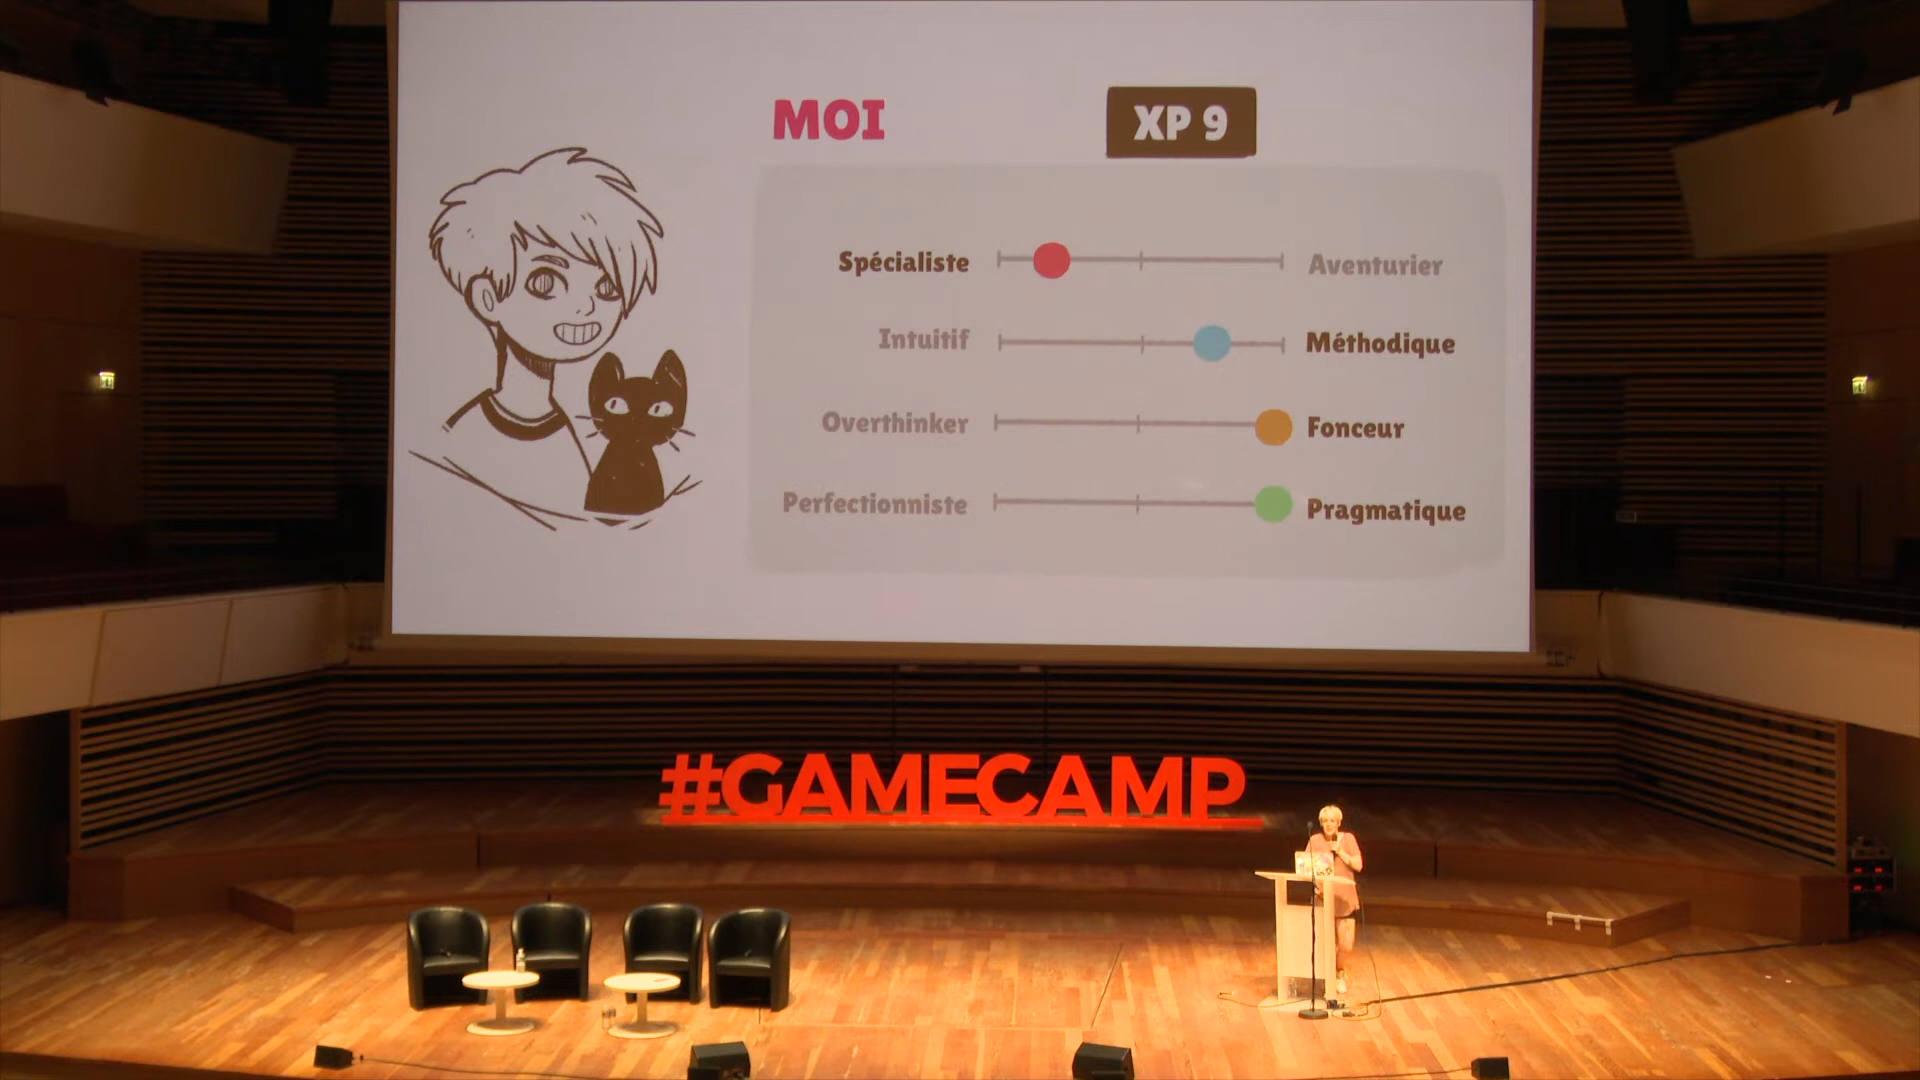 MOI
XP 9
Spécialiste
Aventurier
Intuitif
Méthodique
Overthinker
Fonceur
Perfectionniste
Pragmatique
#GAMECAMP